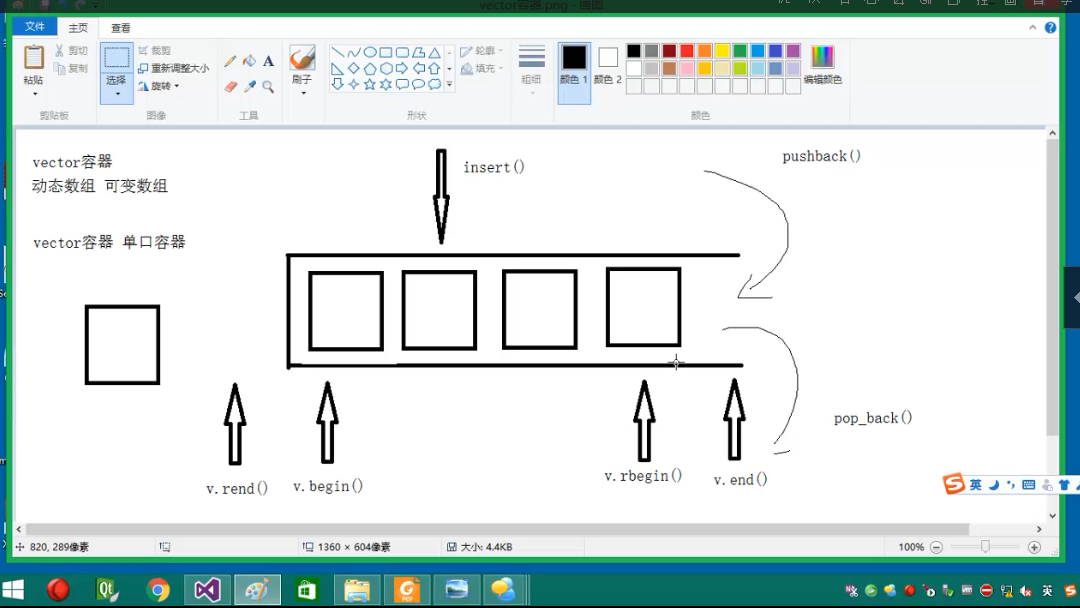 vector容器.png - 画图
文件 主页 查看
粘贴 剪切
复制
剪贴板
选择 裁剪
重新调整大小
旋转
图像
A
工具
刷子
轮廓
填充
形状
粗细
颜色 1 颜色 2 编辑颜色
颜色
vector容器
动态数组 可变数组
vector容器 单口容器
insert()
pushback()
pop_back()
v.rend() v.begin() v.rbegin() v.end()
英
820, 289像素 1360 × 604像素 大小: 4.4KB 100%
Qt 英